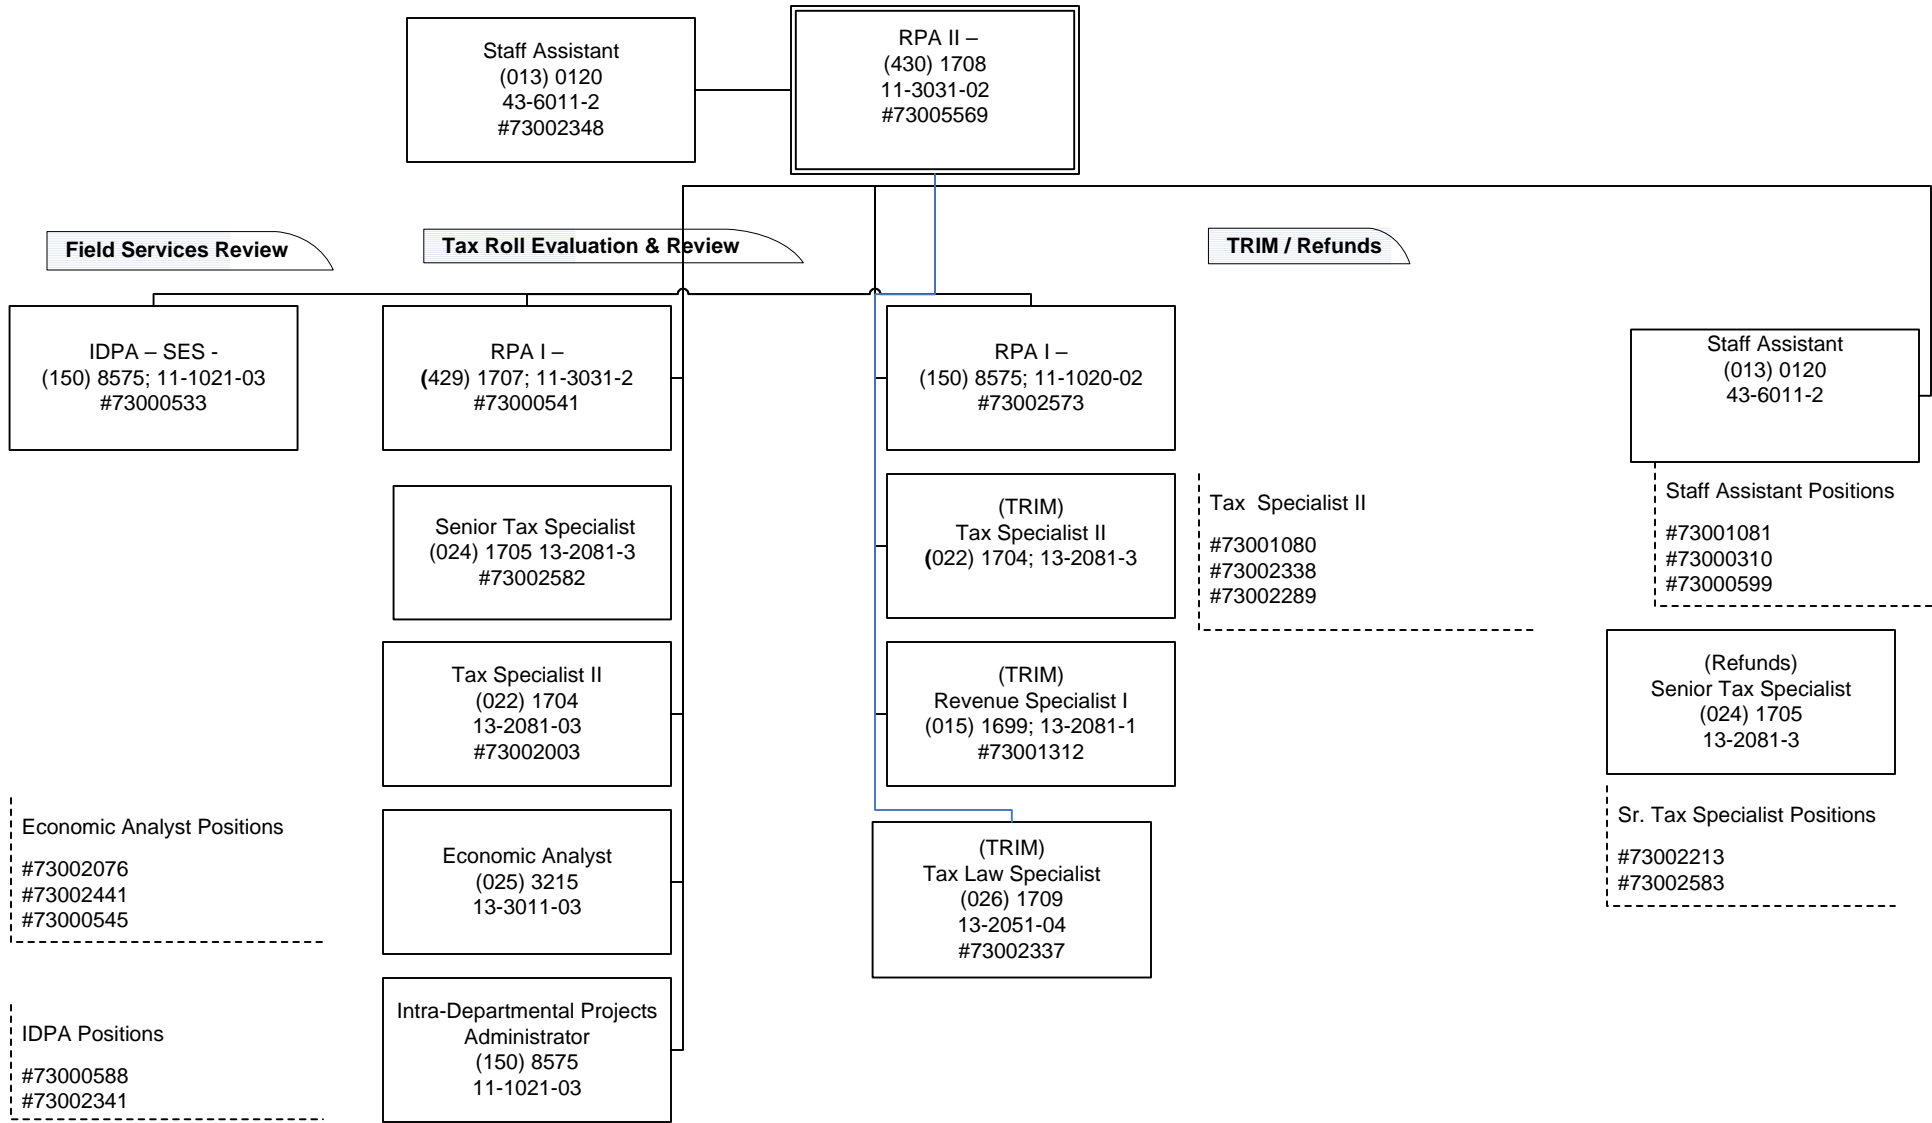 Staff Assistant
(013) 0120
43-6011-2
#73002348
RPA II –
(430) 1708
11-3031-02
#73005569
Field Services Review
Tax Roll Evaluation & Review
TRIM / Refunds
IDPA – SES -
(150) 8575; 11-1021-03
#73000533
RPA I –
(429) 1707; 11-3031-2
#73000541
RPA I –
(150) 8575; 11-1020-02
#73002573
Staff Assistant
(013) 0120
43-6011-2
Senior Tax Specialist
(024) 1705 13-2081-3
#73002582
(TRIM)
Tax Specialist II
(022) 1704; 13-2081-3
Tax  Specialist II
#73001080
#73002338
#73002289
Staff Assistant Positions
#73001081
#73000310
#73000599
Tax Specialist II
(022) 1704
13-2081-03
#73002003
(TRIM)
Revenue Specialist I
(015) 1699; 13-2081-1
#73001312
(Refunds)
Senior Tax Specialist
(024) 1705
13-2081-3
Economic Analyst Positions
#73002076
#73002441
#73000545
Economic Analyst
(025) 3215
13-3011-03
(TRIM)
Tax Law Specialist
(026) 1709
13-2051-04
#73002337
Sr. Tax Specialist Positions
#73002213
#73002583
IDPA Positions
#73000588
#73002341
Intra-Departmental Projects
Administrator
(150) 8575
11-1021-03